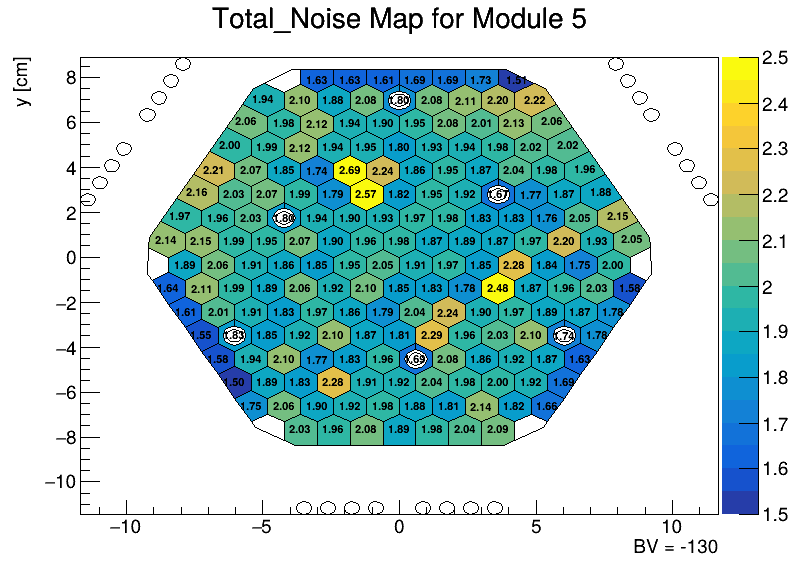 Total_Noise Map for Module 5
y [cm]
8
6
4
2
0
−2
−4
−6
−8
−10
1.63 1.63 1.61 1.69 1.69 1.73 1.51
1.94 2.10 1.88 2.08 1.80 2.08 2.11 2.20 2.22
2.06 1.98 2.12 1.94 1.90 1.95 2.08 2.01 2.13 2.06
2.00 1.99 2.12 1.94 1.95 1.80 1.93 1.94 1.98 2.02 2.02
2.21 2.07 1.85 1.74 2.69 2.24 1.96 1.95 1.87 2.04 1.98 1.96
2.16 2.03 2.07 1.99 1.79 2.57 1.82 1.95 1.92 1.67 1.77 1.87 1.88
1.97 1.96 2.03 1.80 1.94 1.90 1.93 1.97 1.98 1.83 1.83 1.76 2.05 2.15
2.14 2.15 1.99 1.95 2.07 1.90 1.96 1.98 1.87 1.89 1.87 1.97 2.20 1.93 2.05
1.89 2.06 1.91 1.86 1.85 1.95 2.05 1.91 1.97 1.85 2.28 1.84 1.75 2.00
1.64 2.11 1.99 1.89 2.06 1.92 2.10 1.85 1.83 1.78 2.48 1.87 1.96 2.03 1.58
1.61 2.01 1.87 1.92 1.86 1.79 2.04 2.24 1.90 1.97 1.89 1.87 1.78
1.55 1.83 1.85 1.92 2.10 1.87 1.81 2.29 1.96 2.03 2.10 1.74 1.78
1.58 1.94 2.10 1.77 1.83 1.96 1.69 2.08 1.86 1.92 1.87 1.63
1.50 1.89 1.83 2.28 1.91 1.92 2.04 1.98 2.00 1.92 1.69
1.75 2.06 1.90 1.92 1.98 1.88 1.81 2.14 1.82 1.66
2.03 1.96 2.08 1.89 1.98 2.04 2.09
2.5
2.4
2.3
2.2
2.1
2
1.9
1.8
1.7
1.6
1.5
−10 −5 0 5 10
BV = -130